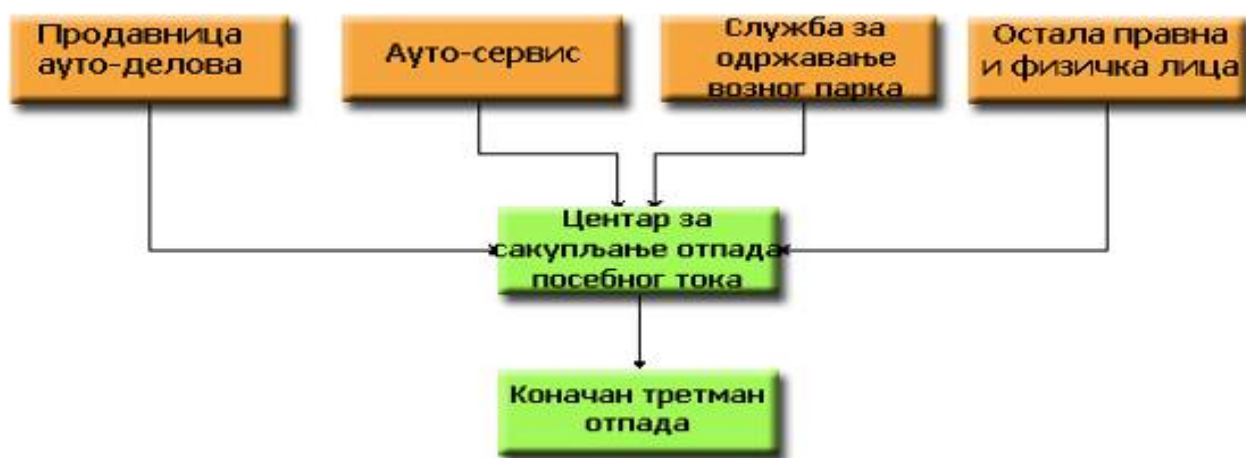 Продавница
ауто-делова
Ауто-сервис
Служба за
одржавање
возног парка
Остала правна
и физичка лица
Центар за
сакупљање отпада
посебног тока
Коначан третман
отпада